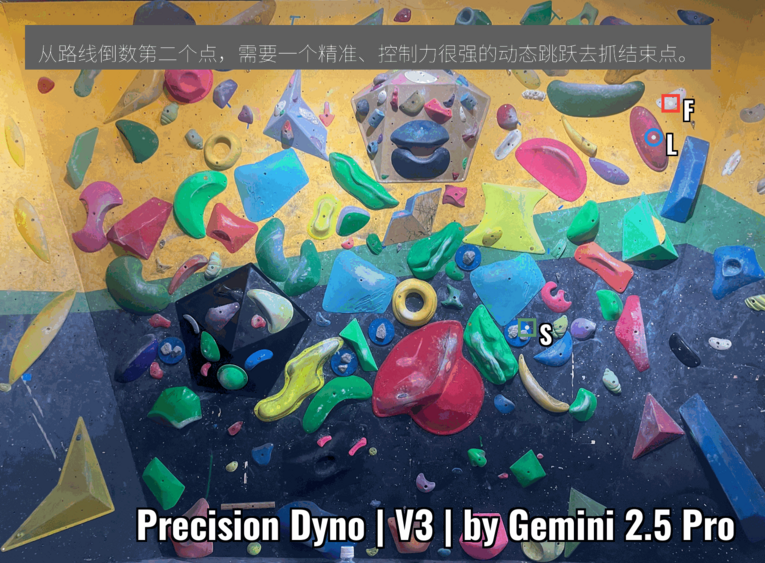 从路线倒数第二个点，需要一个精准、控制力很强的动态跳跃去抓结束点。
F
L
S
Precision Dyno | V3 | by Gemini 2.5 Pro